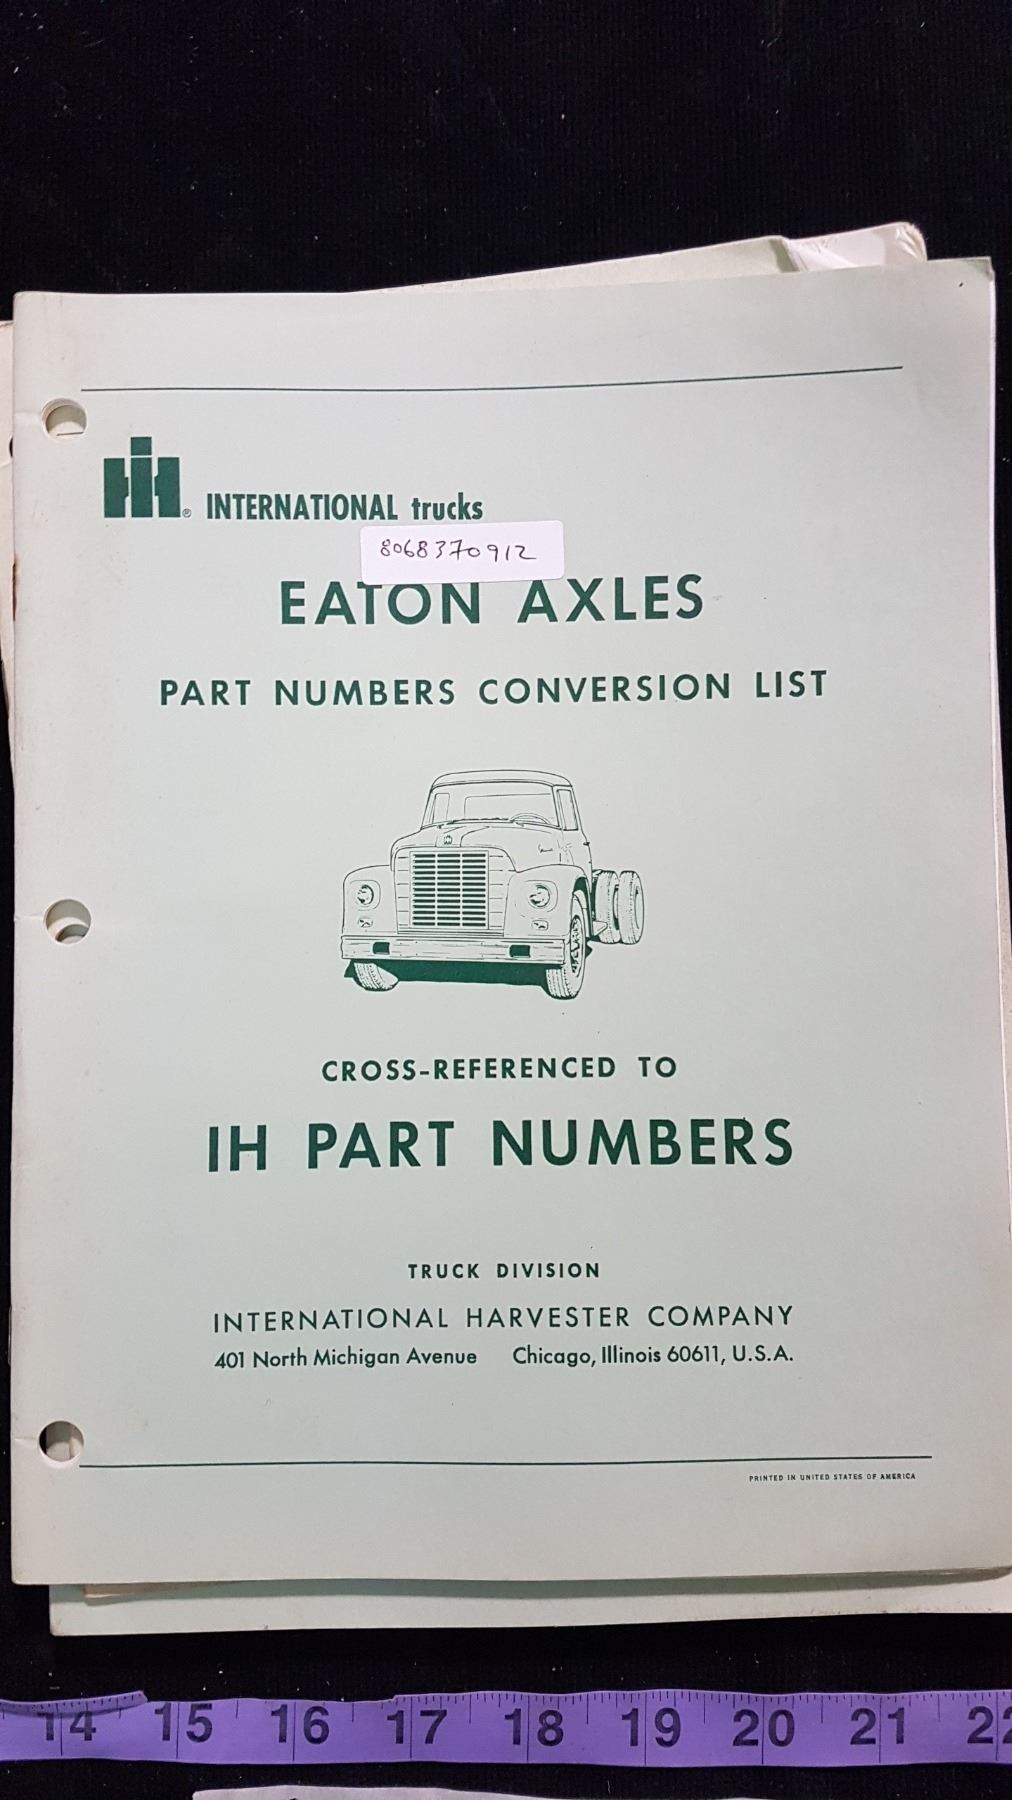 IH® INTERNATIONAL trucks
8068370912
EATON AXLES
PART NUMBERS CONVERSION LIST
CROSS-REFERENCED TO
IH PART NUMBERS
TRUCK DIVISION
INTERNATIONAL HARVESTER COMPANY
401 North Michigan Avenue Chicago, Illinois 60611, U.S.A.
PRINTED IN UNITED STATES OF AMERICA
14 15 16 17 18 19 20 21 22